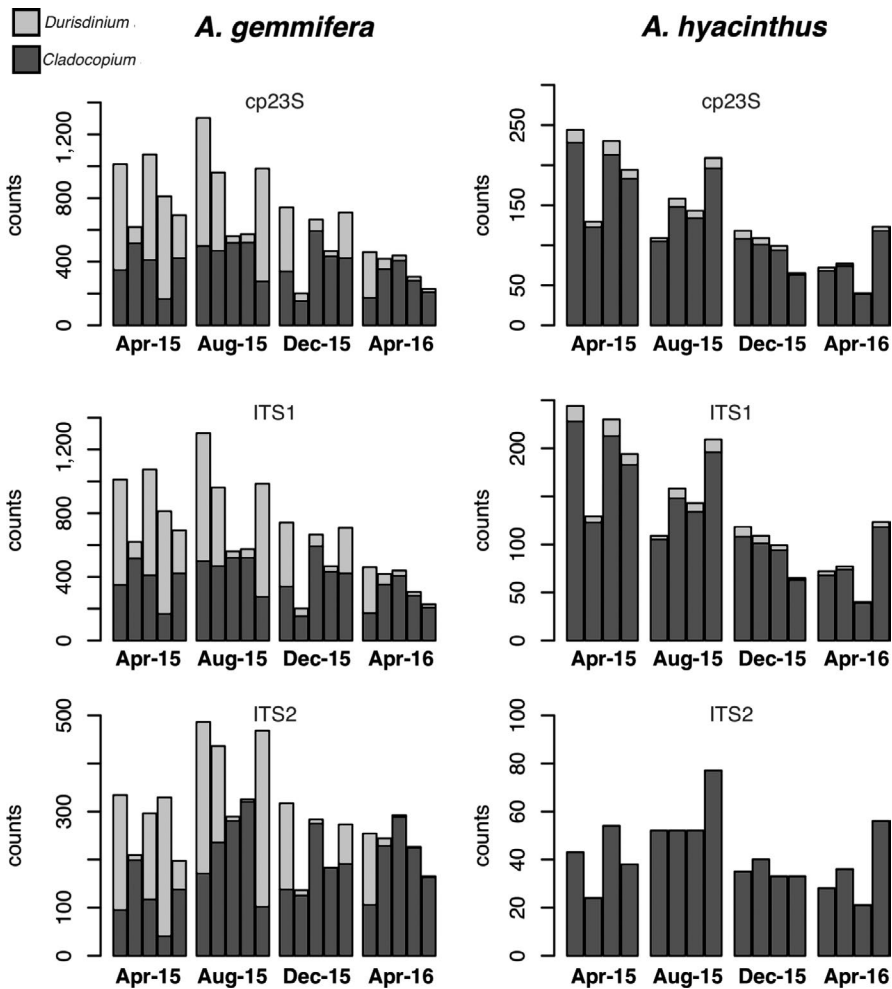 Durisdinium
Cladocopium
A. gemmifera
A. hyacinthus
cp23S
counts
0
400
800
1,200
Apr-15 Aug-15 Dec-15 Apr-16
cp23S
counts
0
50
150
250
Apr-15 Aug-15 Dec-15 Apr-16
ITS1
counts
0
400
800
1,200
Apr-15 Aug-15 Dec-15 Apr-16
ITS1
counts
0
50
100
200
Apr-15 Aug-15 Dec-15 Apr-16
ITS2
counts
0
100
300
500
Apr-15 Aug-15 Dec-15 Apr-16
ITS2
counts
0
20
40
60
80
100
Apr-15 Aug-15 Dec-15 Apr-16